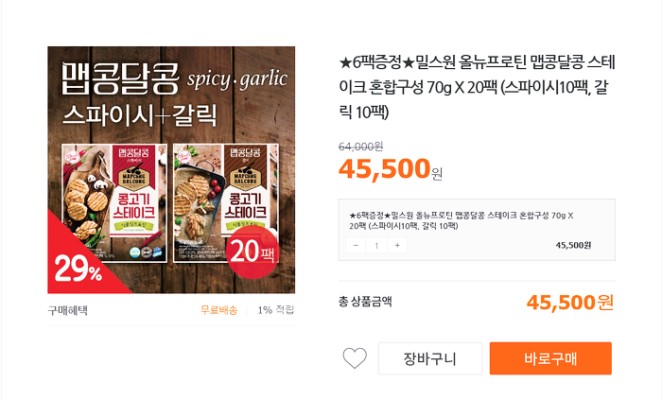 맵콩달콩 spicy·garlic
스파이시+갈릭
맵콩달콩
콩고기
스테이크
맵콩달콩
콩고기
스테이크
29%
20팩
구매혜택
무료배송
1% 적립
★6팩증정★밀스원 올뉴프로틴 맵콩달콩 스테
이크 혼합구성 70g X 20팩 (스파이시10팩, 갈
릭 10팩)
64,000원
45,500원
★6팩증정★밀스원 올뉴프로틴 맵콩달콩 스테이크 혼합구성 70g X
20팩 (스파이시10팩, 갈릭 10팩)
− 1 +
45,500원
총 상품금액
45,500원
장바구니
바로구매